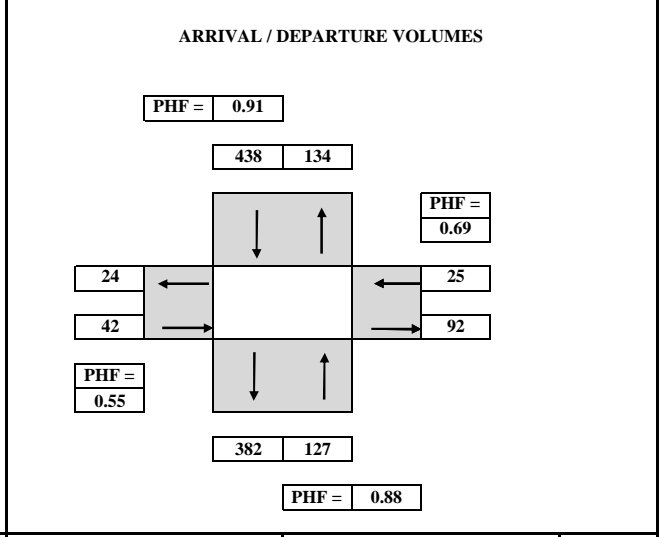 ARRIVAL / DEPARTURE VOLUMES
PHF = 0.91
438 134
PHF =
0.69
24 25
42 92
PHF =
0.55
382 127
PHF = 0.88